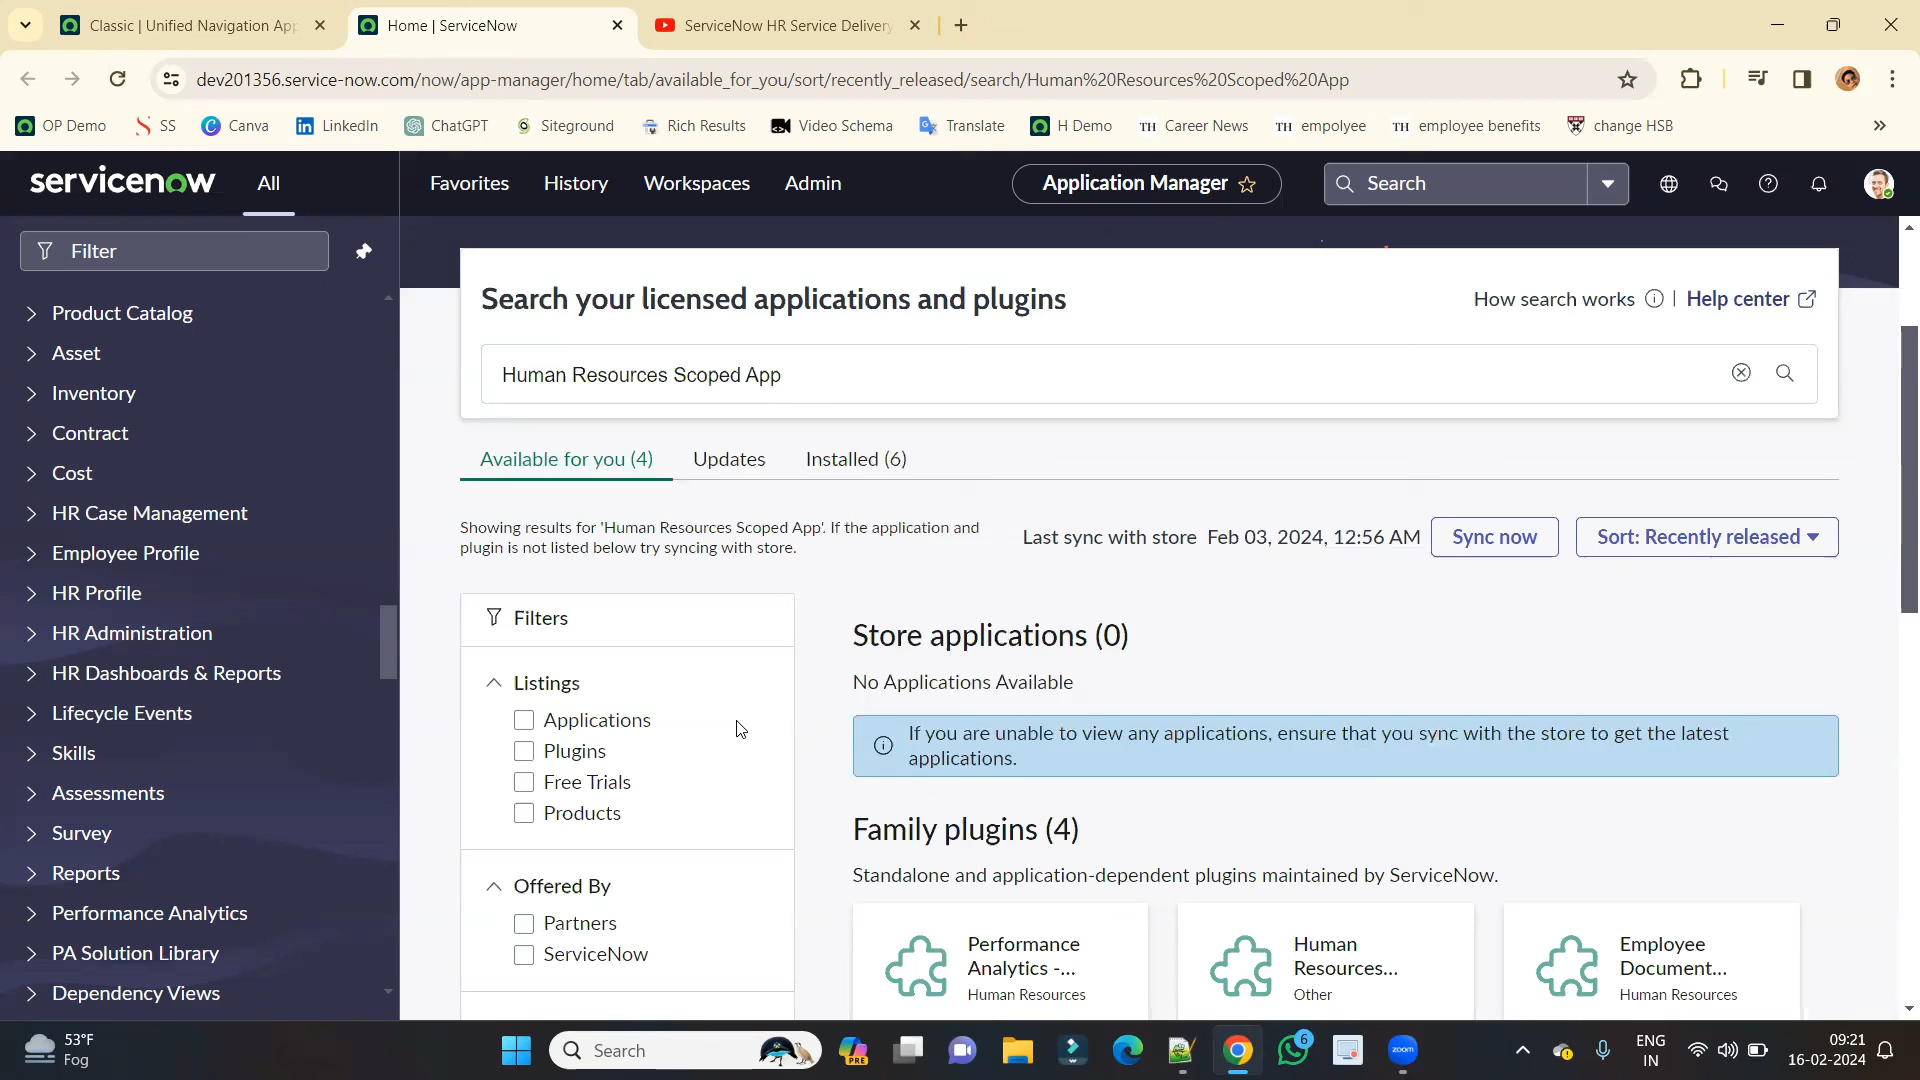 Classic | Unified Navigation App
Home | ServiceNow
ServiceNow HR Service Delivery
dev201356.service-now.com/now/app-manager/home/tab/available_for_you/sort/recently_released/search/Human%20Resources%20Scoped%20App
OP Demo
SS
Canva
LinkedIn
ChatGPT
Siteground
Rich Results
Video Schema
Translate
H Demo
TH Career News
TH empolyee
TH employee benefits
change HSB
servicenow
All
Favorites
History
Workspaces
Admin
Application Manager
Search
Filter
Product Catalog
Asset
Inventory
Contract
Cost
HR Case Management
Employee Profile
HR Profile
HR Administration
HR Dashboards & Reports
Lifecycle Events
Skills
Assessments
Survey
Reports
Performance Analytics
PA Solution Library
Dependency Views
Search your licensed applications and plugins
How search works
| Help center
Human Resources Scoped App
Available for you (4)
Updates
Installed (6)
Showing results for 'Human Resources Scoped App'. If the application and
plugin is not listed below try syncing with store.
Last sync with store Feb 03, 2024, 12:56 AM
Sync now
Sort: Recently released
Filters
Listings
Applications
Plugins
Free Trials
Products
Offered By
Partners
ServiceNow
Store applications (0)
No Applications Available
If you are unable to view any applications, ensure that you sync with the store to get the latest
applications.
Family plugins (4)
Standalone and application-dependent plugins maintained by ServiceNow.
Performance
Analytics -...
Human Resources
Human
Resources...
Other
Employee
Document...
Human Resources
53°F
Fog
Search
PRE
6
zoom
ENG
IN
09:21
16-02-2024